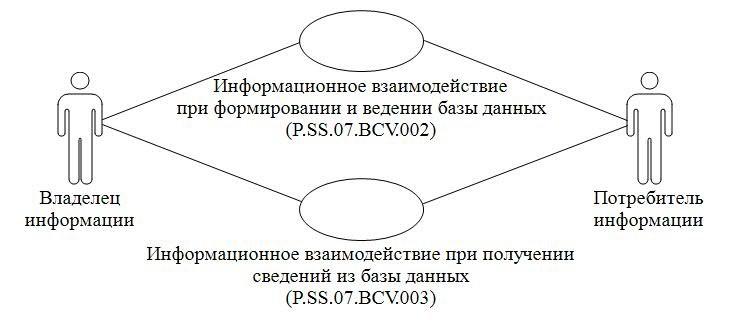 Информационное взаимодействие
при формировании и ведении базы данных
(P.SS.07.BCV.002)
Владелец
информации
Потребитель
информации
Информационное взаимодействие при получении
сведений из базы данных
(P.SS.07.BCV.003)